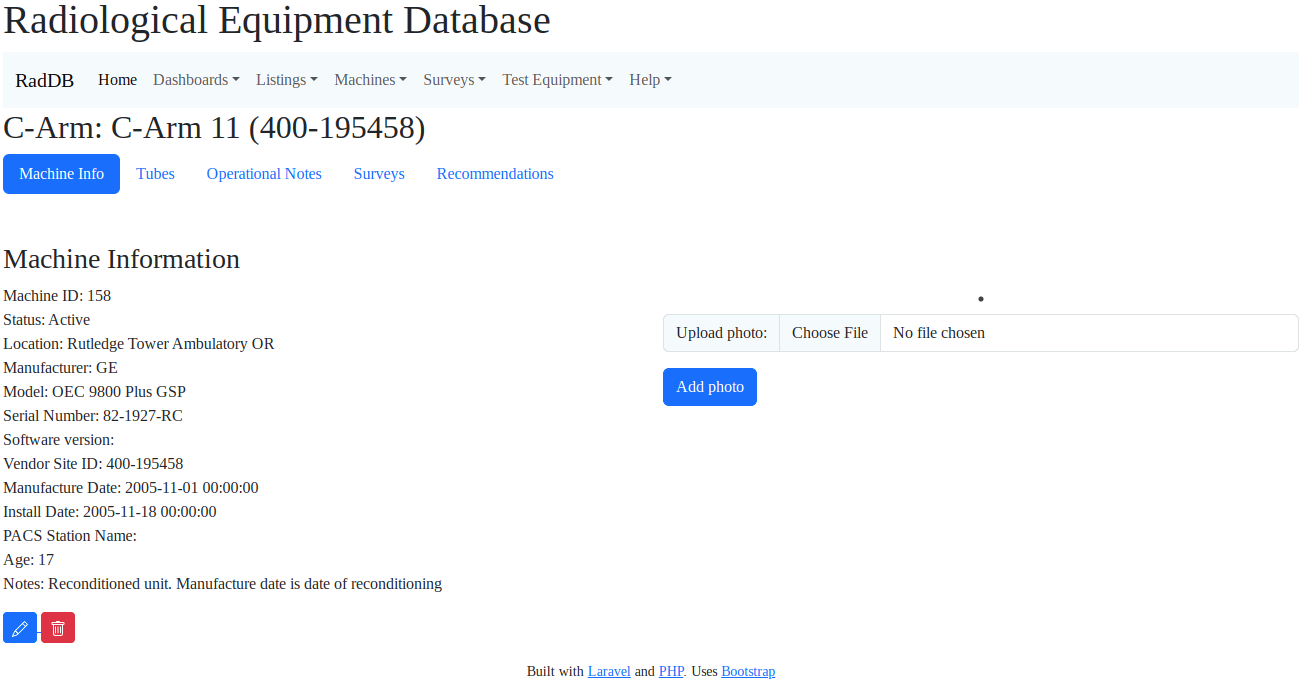 Radiological Equipment Database
RadDB Home Dashboards Listings Machines Surveys Test Equipment Help
C-Arm: C-Arm 11 (400-195458)
Machine Info Tubes Operational Notes Surveys Recommendations
Machine Information
Machine ID: 158
Status: Active
Location: Rutledge Tower Ambulatory OR
Manufacturer: GE
Model: OEC 9800 Plus GSP
Serial Number: 82-1927-RC
Software version:
Vendor Site ID: 400-195458
Manufacture Date: 2005-11-01 00:00:00
Install Date: 2005-11-18 00:00:00
PACS Station Name:
Age: 17
Notes: Reconditioned unit. Manufacture date is date of reconditioning
Upload photo: Choose File No file chosen
Add photo
Built with Laravel and PHP. Uses Bootstrap